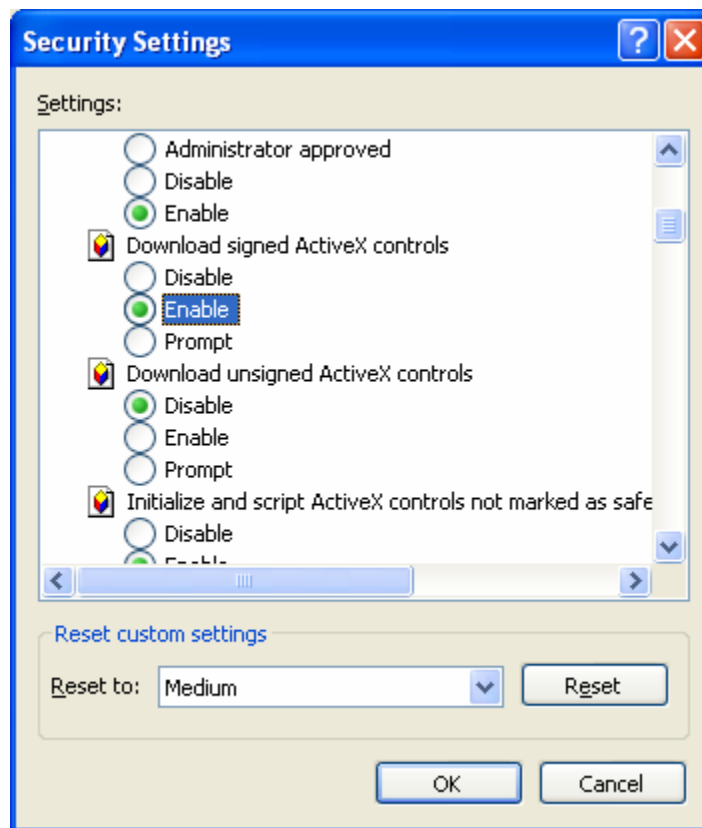 Security Settings
Settings:
Administrator approved
Disable
Enable
Download signed ActiveX controls
Disable
Enable
Prompt
Download unsigned ActiveX controls
Disable
Enable
Prompt
Initialize and script ActiveX controls not marked as safe
Disable
Enable
Reset custom settings
Reset to: Medium Reset
OK Cancel